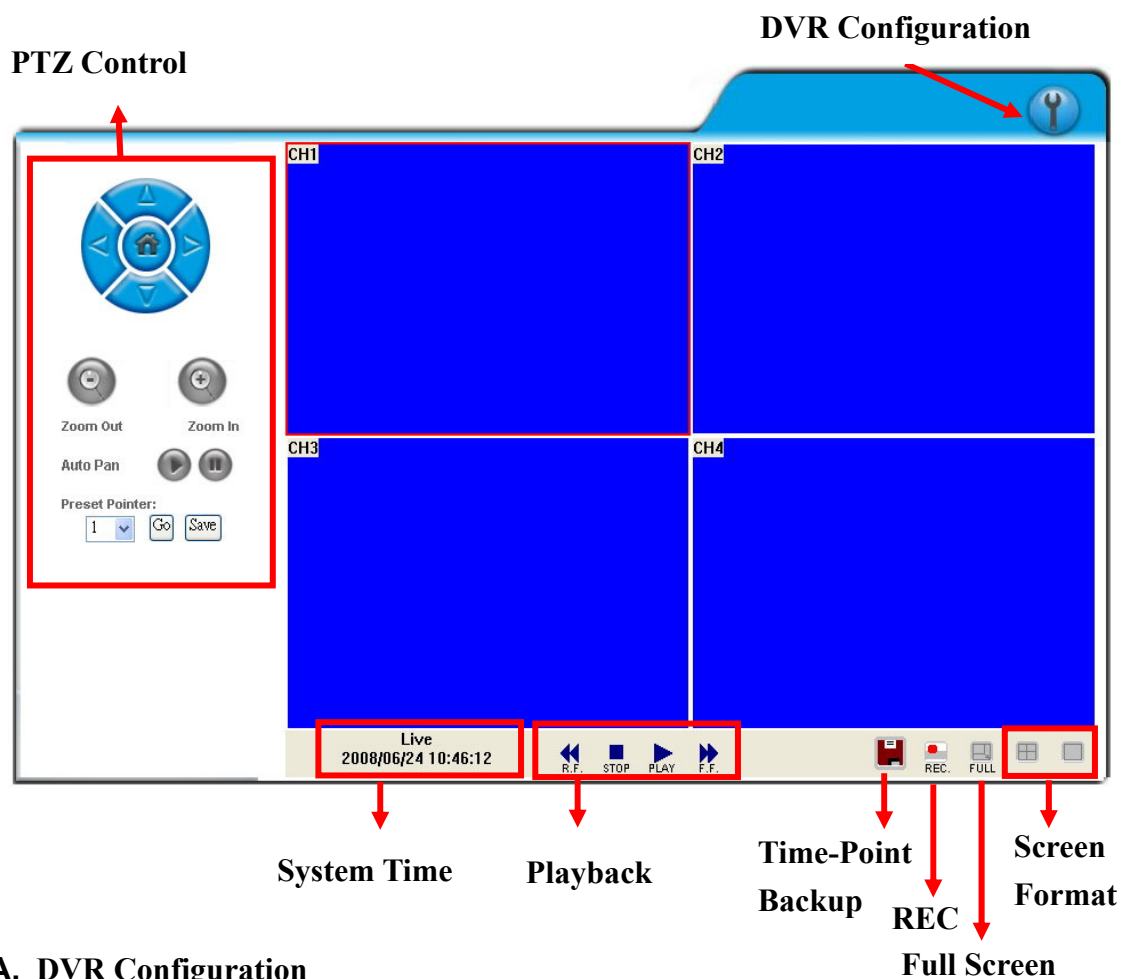 DVR Configuration
PTZ Control
CH1
CH2
Zoom Out
Zoom In
Auto Pan
Preset Pointer:
1
Go
Save
CH3
CH4
Live
2008/06/24 10:46:12
R.F.
STOP
PLAY
F.F.
REC.
FULL
System Time
Playback
Time-Point
Backup
REC
Full Screen
Screen
Format
A. DVR Configuration